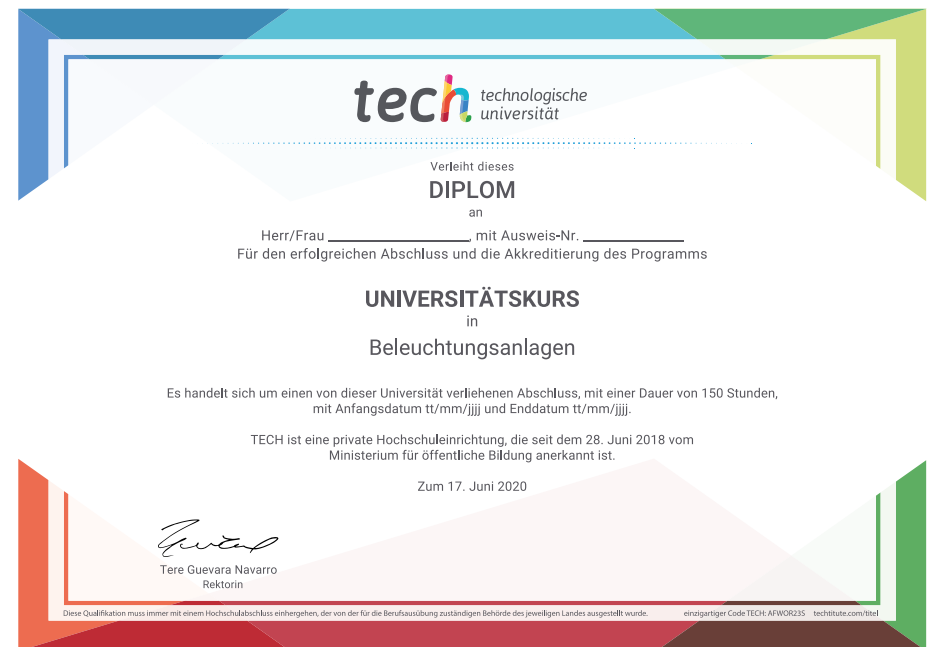 tech technologische
universität
Verleiht dieses
DIPLOM
an
Herr/Frau ____________________, mit Ausweis-Nr. ______________
Für den erfolgreichen Abschluss und die Akkreditierung des Programms
UNIVERSITÄTSKURS
in
Beleuchtungsanlagen
Es handelt sich um einen von dieser Universität verliehenen Abschluss, mit einer Dauer von 150 Stunden,
mit Anfangsdatum tt/mm/jjjj und Enddatum tt/mm/jjjj.
TECH ist eine private Hochschuleinrichtung, die seit dem 28. Juni 2018 vom
Ministerium für öffentliche Bildung anerkannt ist.
Zum 17. Juni 2020
Tere Guevara Navarro
Rektorin
Diese Qualifikation muss immer mit einem Hochschulabschluss einhergehen, der von der für die Berufsausübung zuständigen Behörde des jeweiligen Landes ausgestellt wurde. einzigartiger Code TECH: AFWOR23S techtitute.com/titel